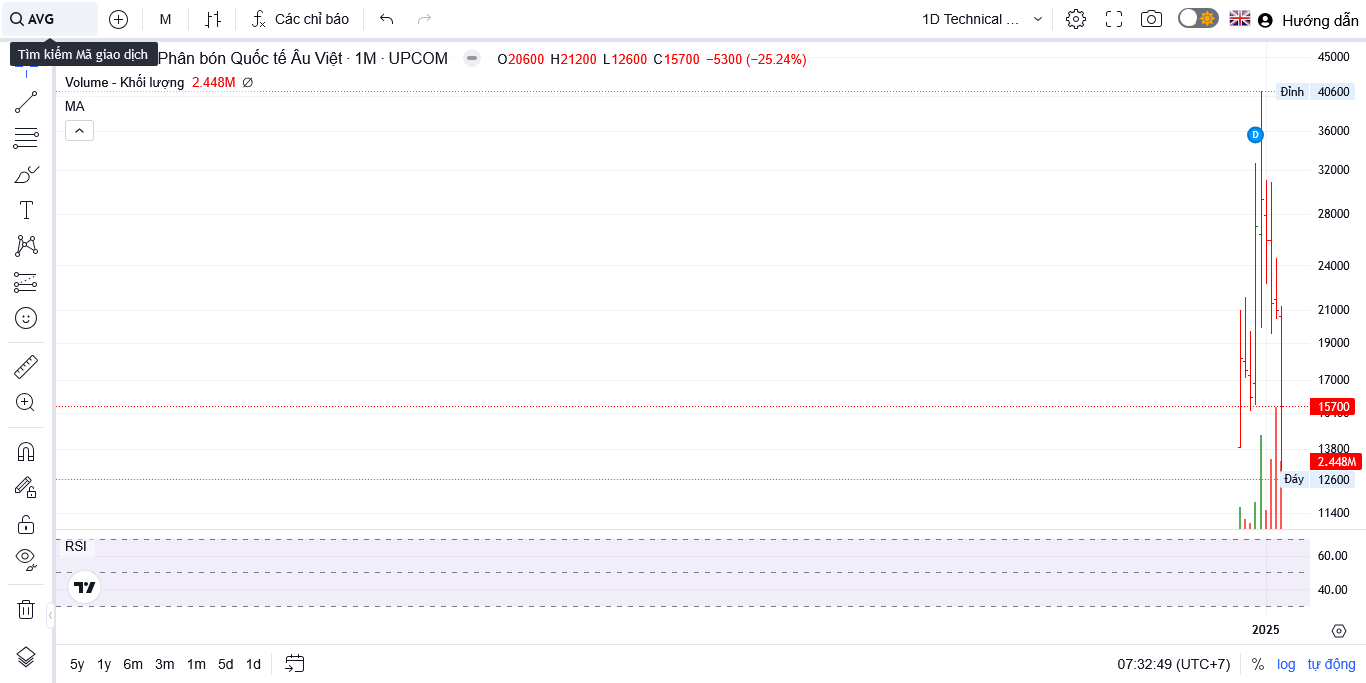 AVG
M
Các chỉ báo
1D Technical ...
Hướng dẫn
Tìm kiếm Mã giao dịch
Phân bón Quốc tế Âu Việt · 1M · UPCOM
O20600 H21200 L12600 C15700 −5300 (−25.24%)
Volume - Khối lượng 2.448M ∅
MA
45000
Đỉnh 40600
D
36000
32000
28000
24000
21000
19000
17000
15700
13800
2.448M
Đáy 12600
11400
RSI
60.00
40.00
2025
5y 1y 6m 3m 1m 5d 1d
07:32:49 (UTC+7)
% log tự động